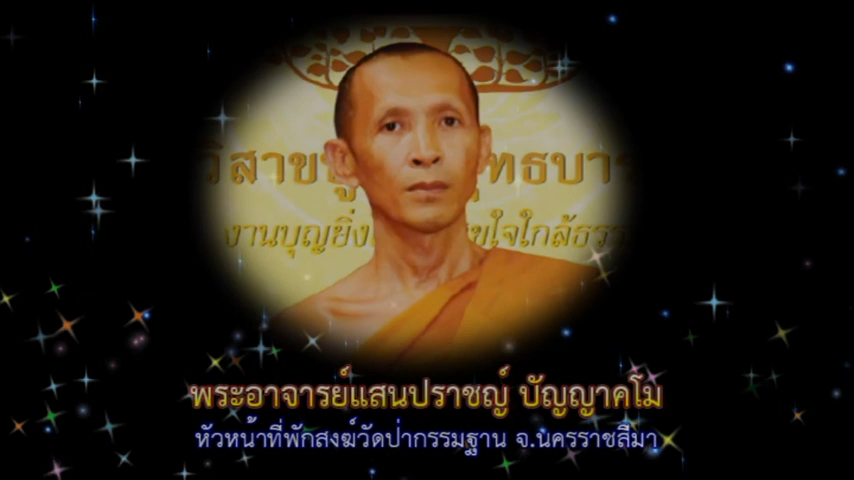 วิสาขบู
ุทธบา
งานบุญยิ่ง
ขใจใกล้ธรร
พระอาจารย์แสนปราชญ์ ปัญญาคโม
หัวหน้าที่พักสงฆ์วัดป่ากรรมฐาน จ.นครราชสีมา